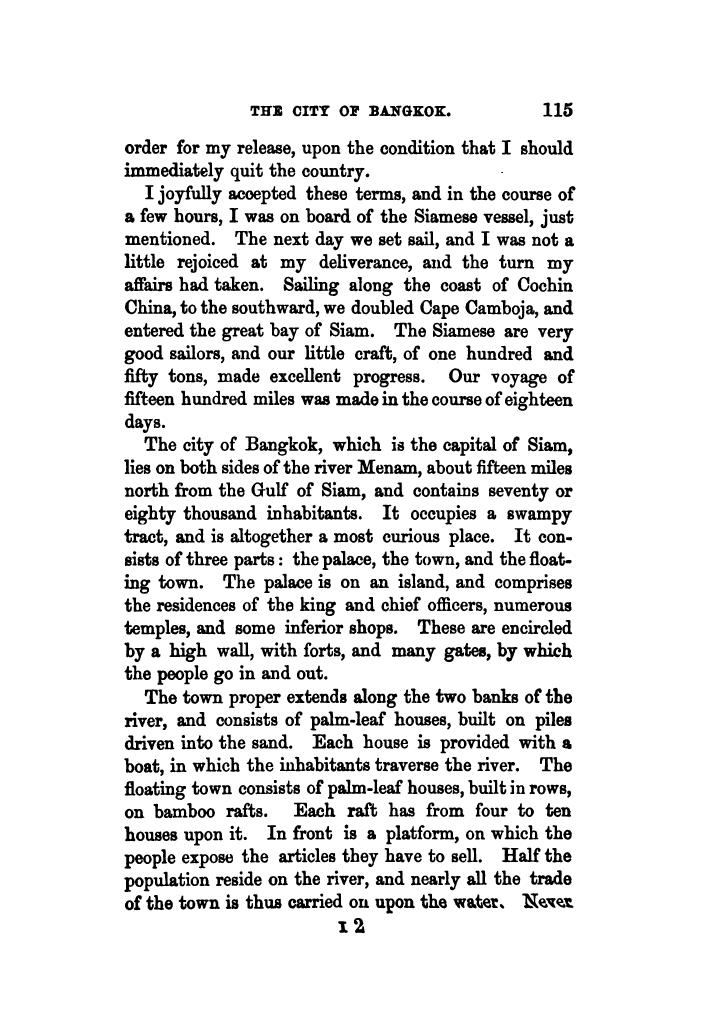 THE CITY OF BANGKOK. 115
order for my release, upon the condition that I should
immediately quit the country.
I joyfully accepted these terms, and in the course of
a few hours, I was on board of the Siamese vessel, just
mentioned. The next day we set sail, and I was not a
little rejoiced at my deliverance, and the turn my
affairs had taken. Sailing along the coast of Cochin
China, to the southward, we doubled Cape Camboja, and
entered the great bay of Siam. The Siamese are very
good sailors, and our little craft, of one hundred and
fifty tons, made excellent progress. Our voyage of
fifteen hundred miles was made in the course of eighteen
days.
The city of Bangkok, which is the capital of Siam,
lies on both sides of the river Menam, about fifteen miles
north from the Gulf of Siam, and contains seventy or
eighty thousand inhabitants. It occupies a swampy
tract, and is altogether a most curious place. It con-
sists of three parts: the palace, the town, and the float-
ing town. The palace is on an island, and comprises
the residences of the king and chief officers, numerous
temples, and some inferior shops. These are encircled
by a high wall, with forts, and many gates, by which
the people go in and out.
The town proper extends along the two banks of the
river, and consists of palm-leaf houses, built on piles
driven into the sand. Each house is provided with a
boat, in which the inhabitants traverse the river. The
floating town consists of palm-leaf houses, built in rows,
on bamboo rafts. Each raft has from four to ten
houses upon it. In front is a platform, on which the
people expose the articles they have to sell. Half the
population reside on the river, and nearly all the trade
of the town is thus carried on upon the water. Never
I 2